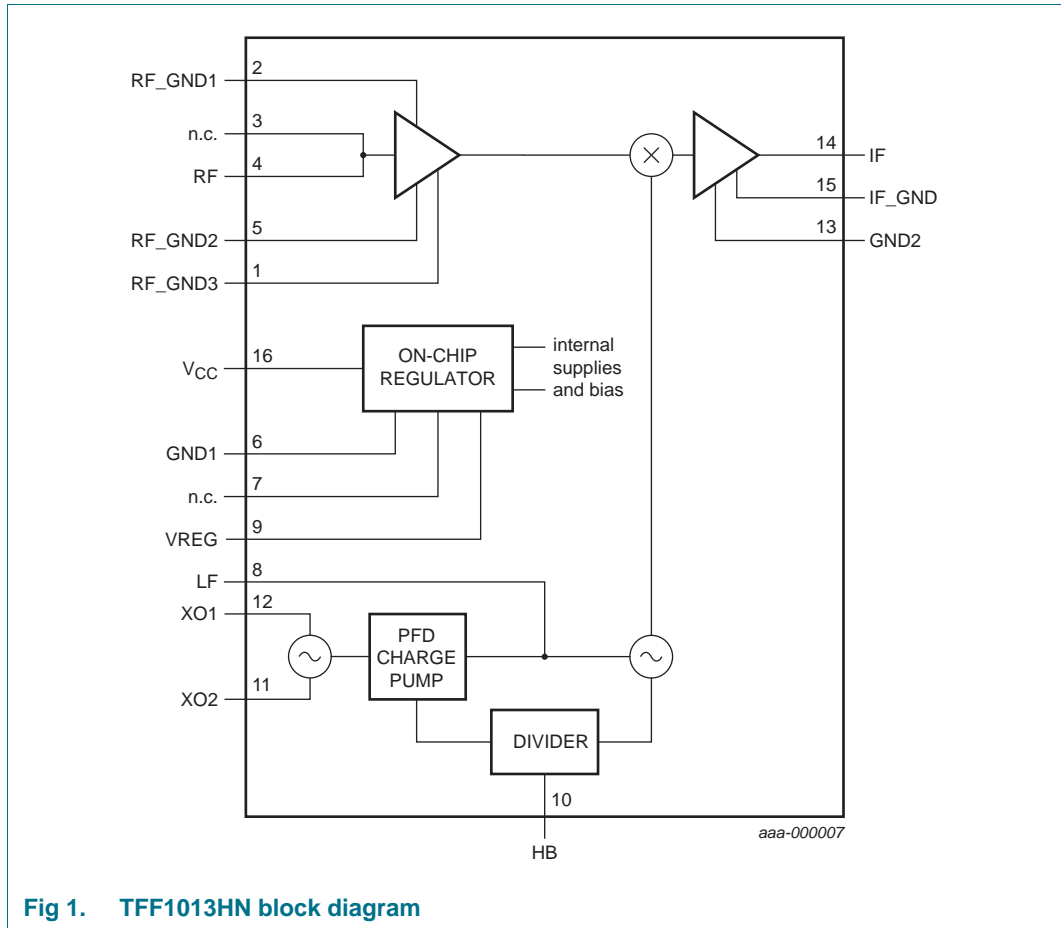 RF_GND1
2
n.c.
3
4
RF
RF_GND2
5
RF_GND3
1
14
IF
15
IF_GND
13
GND2
VCC
16
ON-CHIP
REGULATOR
internal
supplies
and bias
GND1
6
n.c.
7
VREG
9
LF
8
XO1
12
XO2
11
PFD
CHARGE
PUMP
DIVIDER
10
HB
aaa-000007
Fig 1. TFF1013HN block diagram